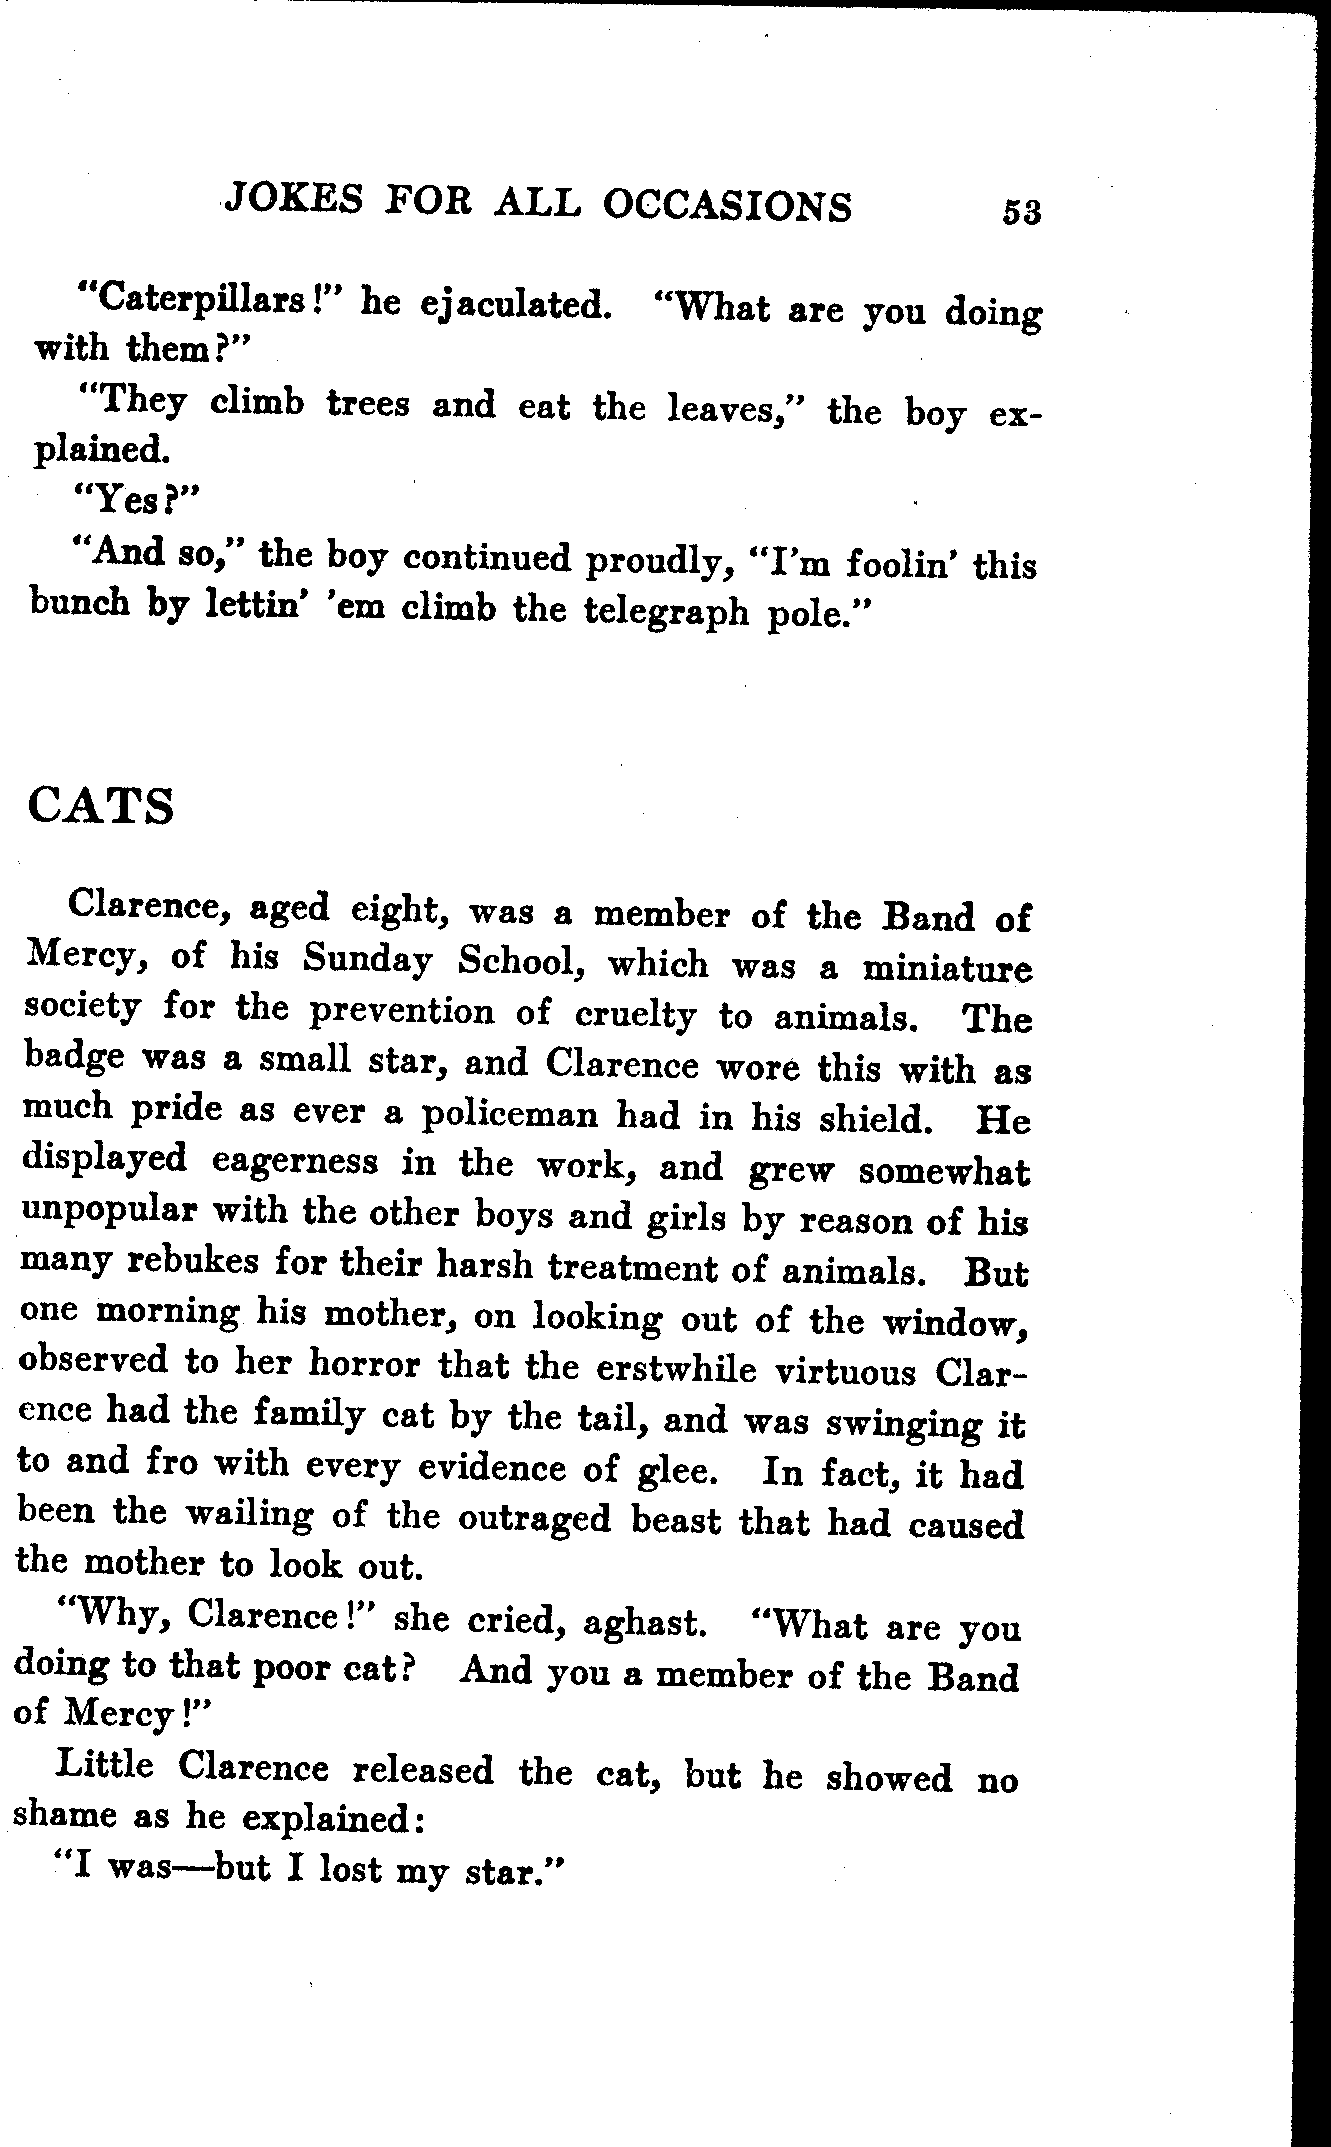 JOKES FOR ALL OCCASIONS 53
"Caterpillars!" he ejaculated. "What are you doing
with them?"
"They climb trees and eat the leaves," the boy ex-
plained.
"Yes?"
"And so," the boy continued proudly, "I'm foolin' this
bunch by lettin' 'em climb the telegraph pole."
CATS
Clarence, aged eight, was a member of the Band of
Mercy, of his Sunday School, which was a miniature
society for the prevention of cruelty to animals. The
badge was a small star, and Clarence wore this with as
much pride as ever a policeman had in his shield. He
displayed eagerness in the work, and grew somewhat
unpopular with the other boys and girls by reason of his
many rebukes for their harsh treatment of animals. But
one morning his mother, on looking out of the window,
observed to her horror that the erstwhile virtuous Clar-
ence had the family cat by the tail, and was swinging it
to and fro with every evidence of glee. In fact, it had
been the wailing of the outraged beast that had caused
the mother to look out.
"Why, Clarence!" she cried, aghast. "What are you
doing to that poor cat? And you a member of the Band
of Mercy!"
Little Clarence released the cat, but he showed no
shame as he explained:
"I was—but I lost my star."